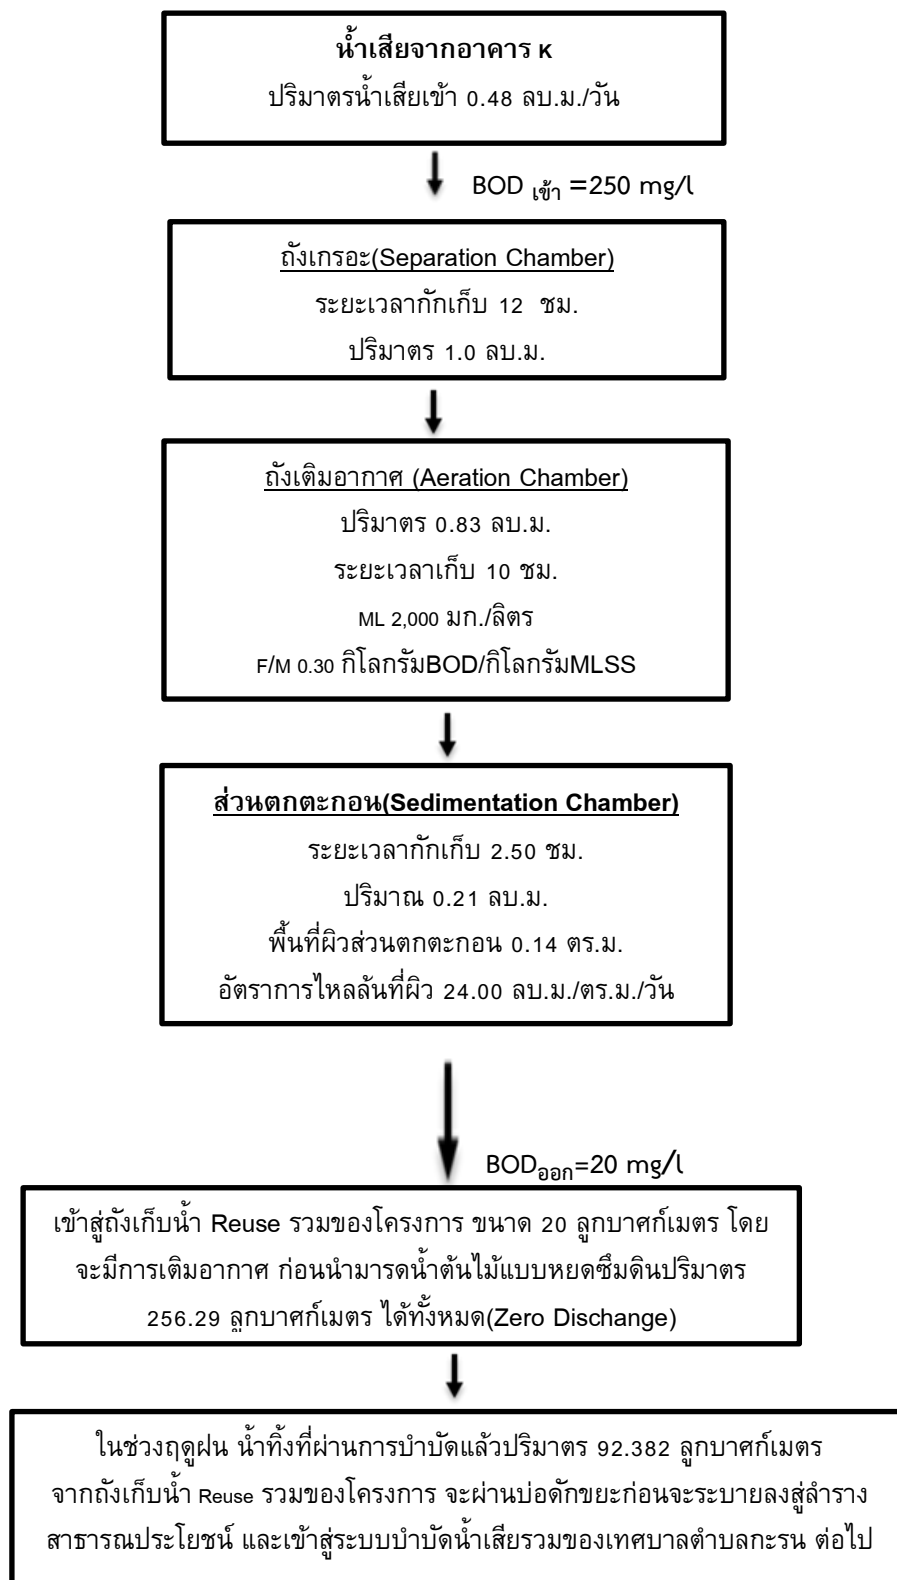 น้ำเสียจากอาคาร K
ปริมาตรน้ำเสียเข้า 0.48 ลบ.ม./วัน
BOD เข้า =250 mg/l
ถังเกรอะ(Separation Chamber)
ระยะเวลากักเก็บ 12 ชม.
ปริมาตร 1.0 ลบ.ม.
ถังเติมอากาศ (Aeration Chamber)
ปริมาตร 0.83 ลบ.ม.
ระยะเวลาเก็บ 10 ชม.
ML 2,000 มก./ลิตร
F/M 0.30 กิโลกรัมBOD/กิโลกรัมMLSS
ส่วนตกตะกอน(Sedimentation Chamber)
ระยะเวลากักเก็บ 2.50 ชม.
ปริมาณ 0.21 ลบ.ม.
พื้นที่ผิวส่วนตกตะกอน 0.14 ตร.ม.
อัตราการไหลล้นที่ผิว 24.00 ลบ.ม./ตร.ม./วัน
BODออก=20 mg/l
เข้าสู่ถังเก็บน้ำ Reuse รวมของโครงการ ขนาด 20 ลูกบาศก์เมตร โดย
จะมีการเติมอากาศ ก่อนนำมารดน้ำต้นไม้แบบหยดซึมดินปริมาตร
256.29 ลูกบาศก์เมตร ได้ทั้งหมด(Zero Dischange)
ในช่วงฤดูฝน น้ำทิ้งที่ผ่านการบำบัดแล้วปริมาตร 92.382 ลูกบาศก์เมตร
จากถังเก็บน้ำ Reuse รวมของโครงการ จะผ่านบ่อดักขยะก่อนจะระบายลงสู่ลำราง
สาธารณประโยชน์ และเข้าสู่ระบบบำบัดน้ำเสียรวมของเทศบาลตำบลกะรน ต่อไป